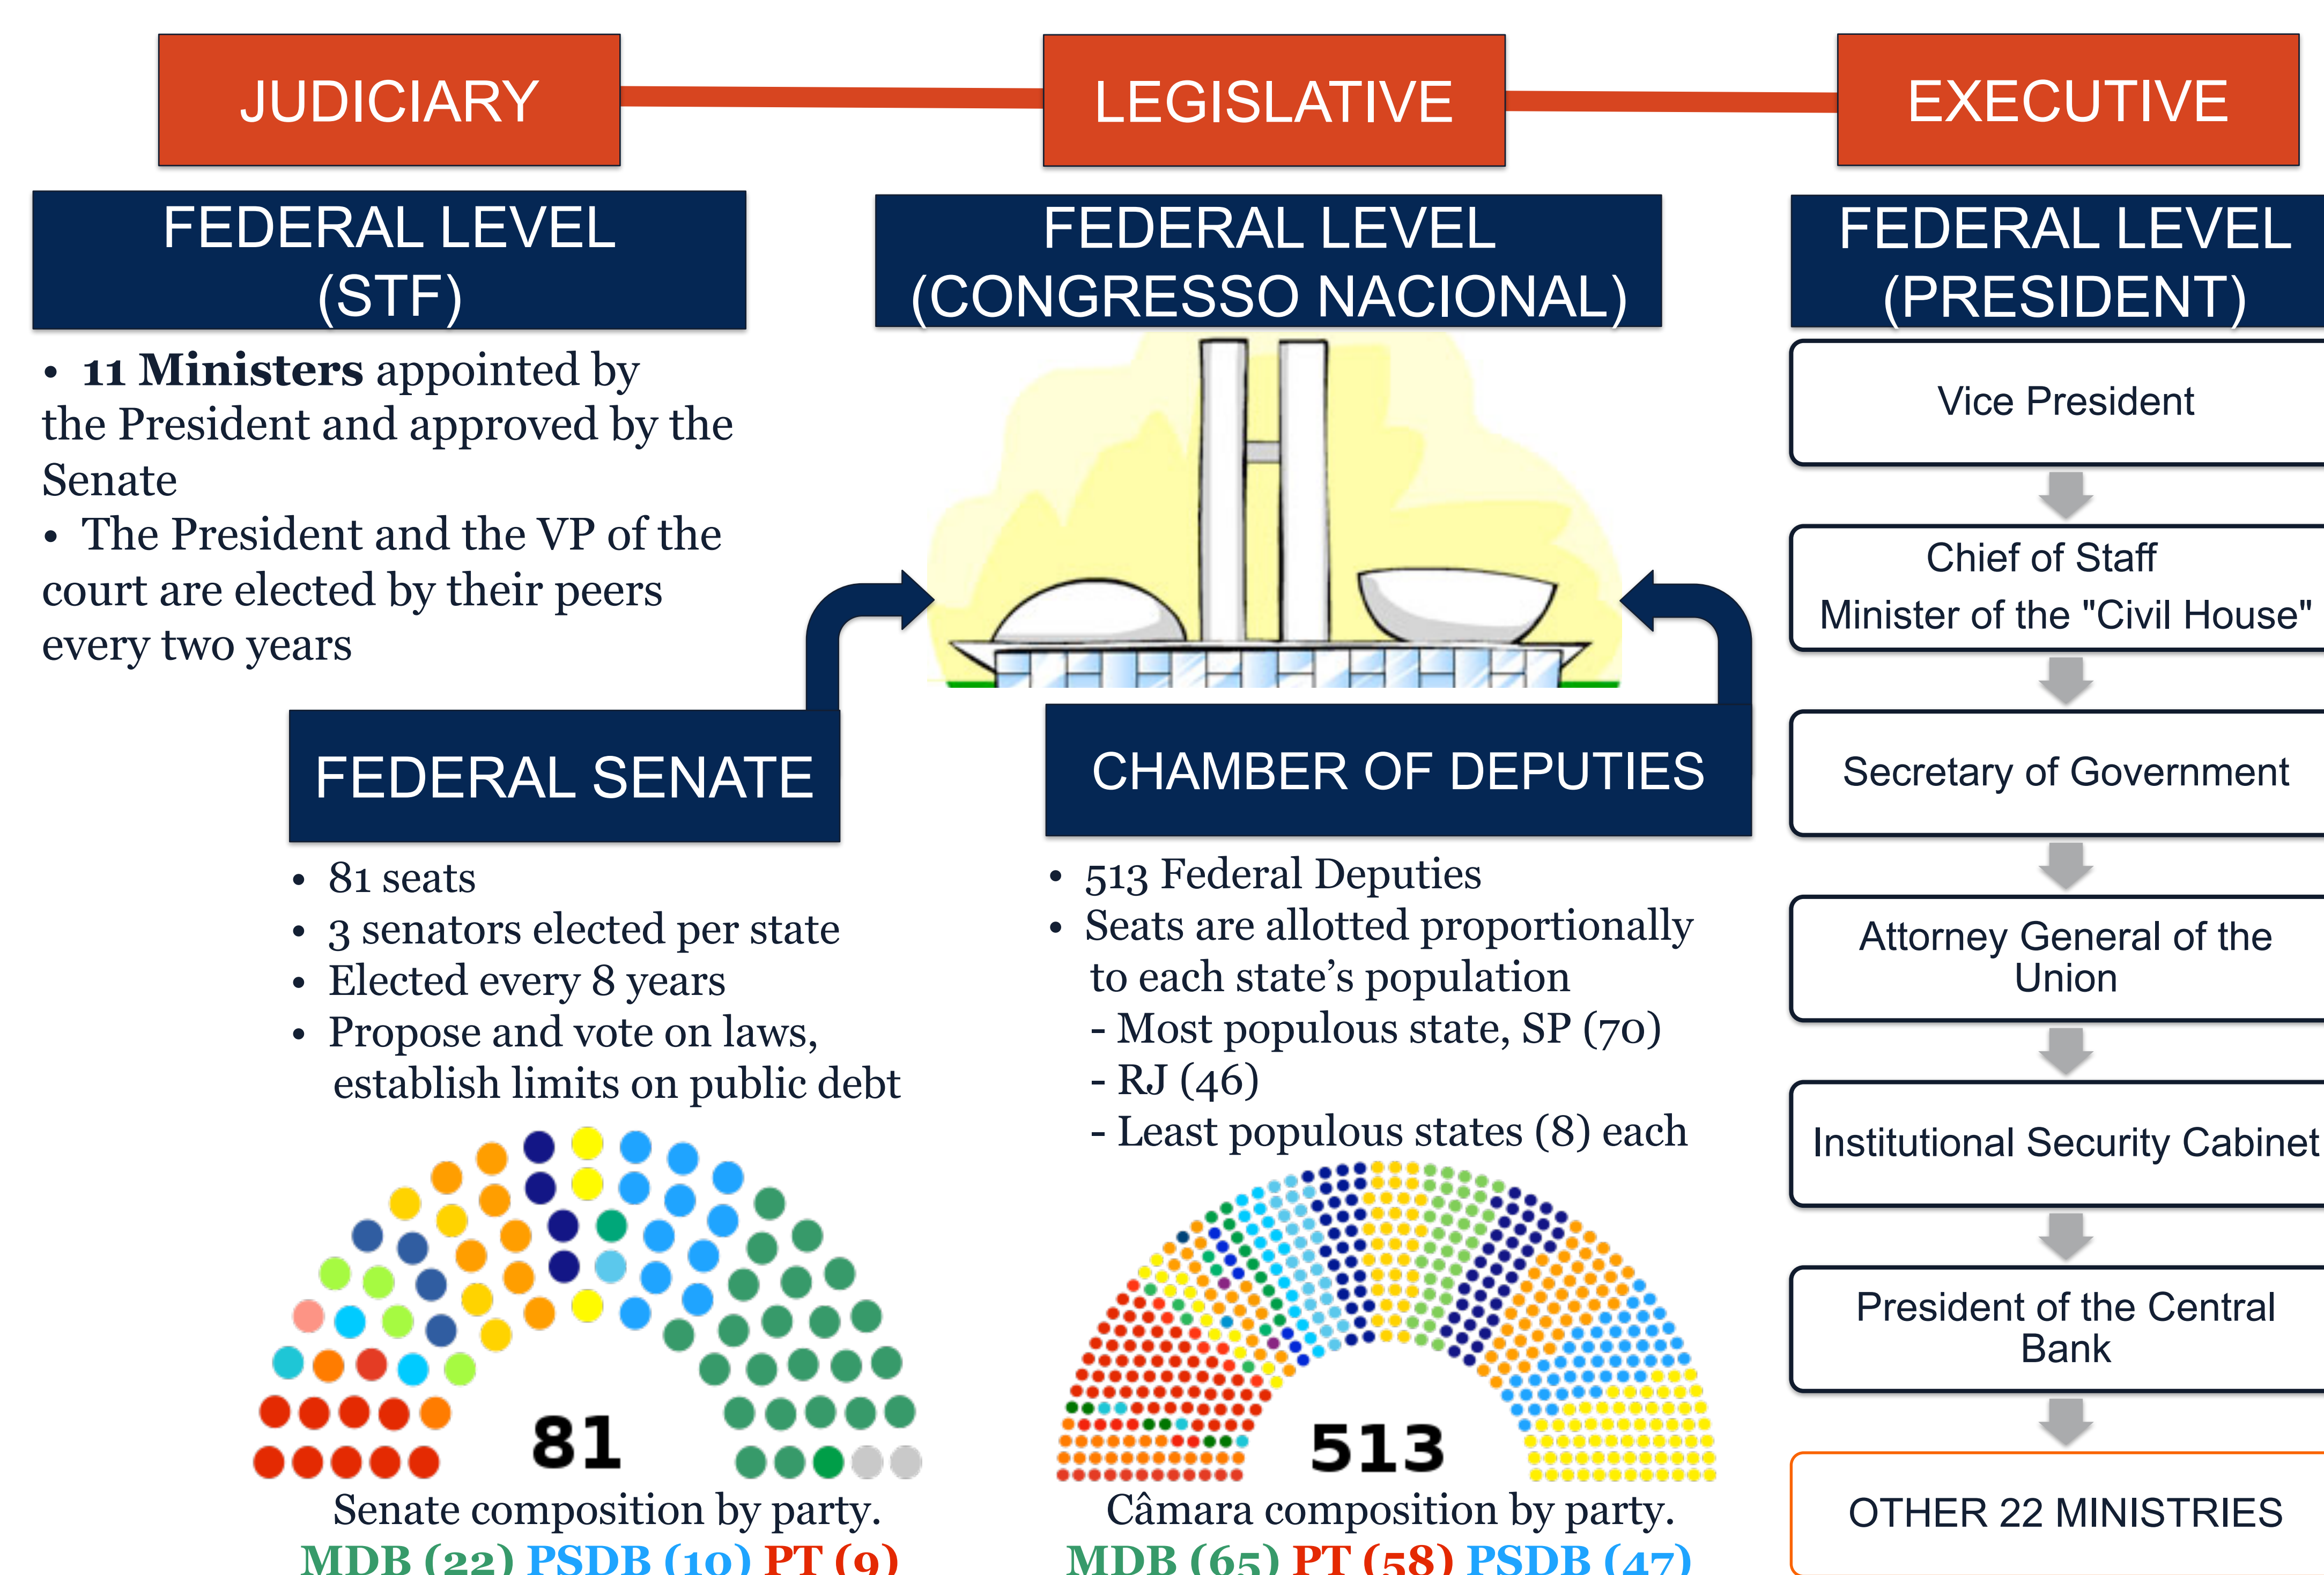 JUDICIARY
LEGISLATIVE
EXECUTIVE
FEDERAL LEVEL
(STF)
• 11 Ministers appointed by
the President and approved by the
Senate
• The President and the VP of the
court are elected by their peers
every two years
FEDERAL LEVEL
(CONGRESSO NACIONAL)
FEDERAL SENATE
• 81 seats
• 3 senators elected per state
• Elected every 8 years
• Propose and vote on laws,
establish limits on public debt
81
Senate composition by party.
MDB (22) PSDB (10) PT (9)
CHAMBER OF DEPUTIES
• 513 Federal Deputies
• Seats are allotted proportionally
to each state’s population
- Most populous state, SP (70)
- RJ (46)
- Least populous states (8) each
513
Câmara composition by party.
MDB (65) PT (58) PSDB (47)
FEDERAL LEVEL
(PRESIDENT)
Vice President
Chief of Staff
Minister of the "Civil House"
Secretary of Government
Attorney General of the
Union
Institutional Security Cabinet
President of the Central
Bank
OTHER 22 MINISTRIES